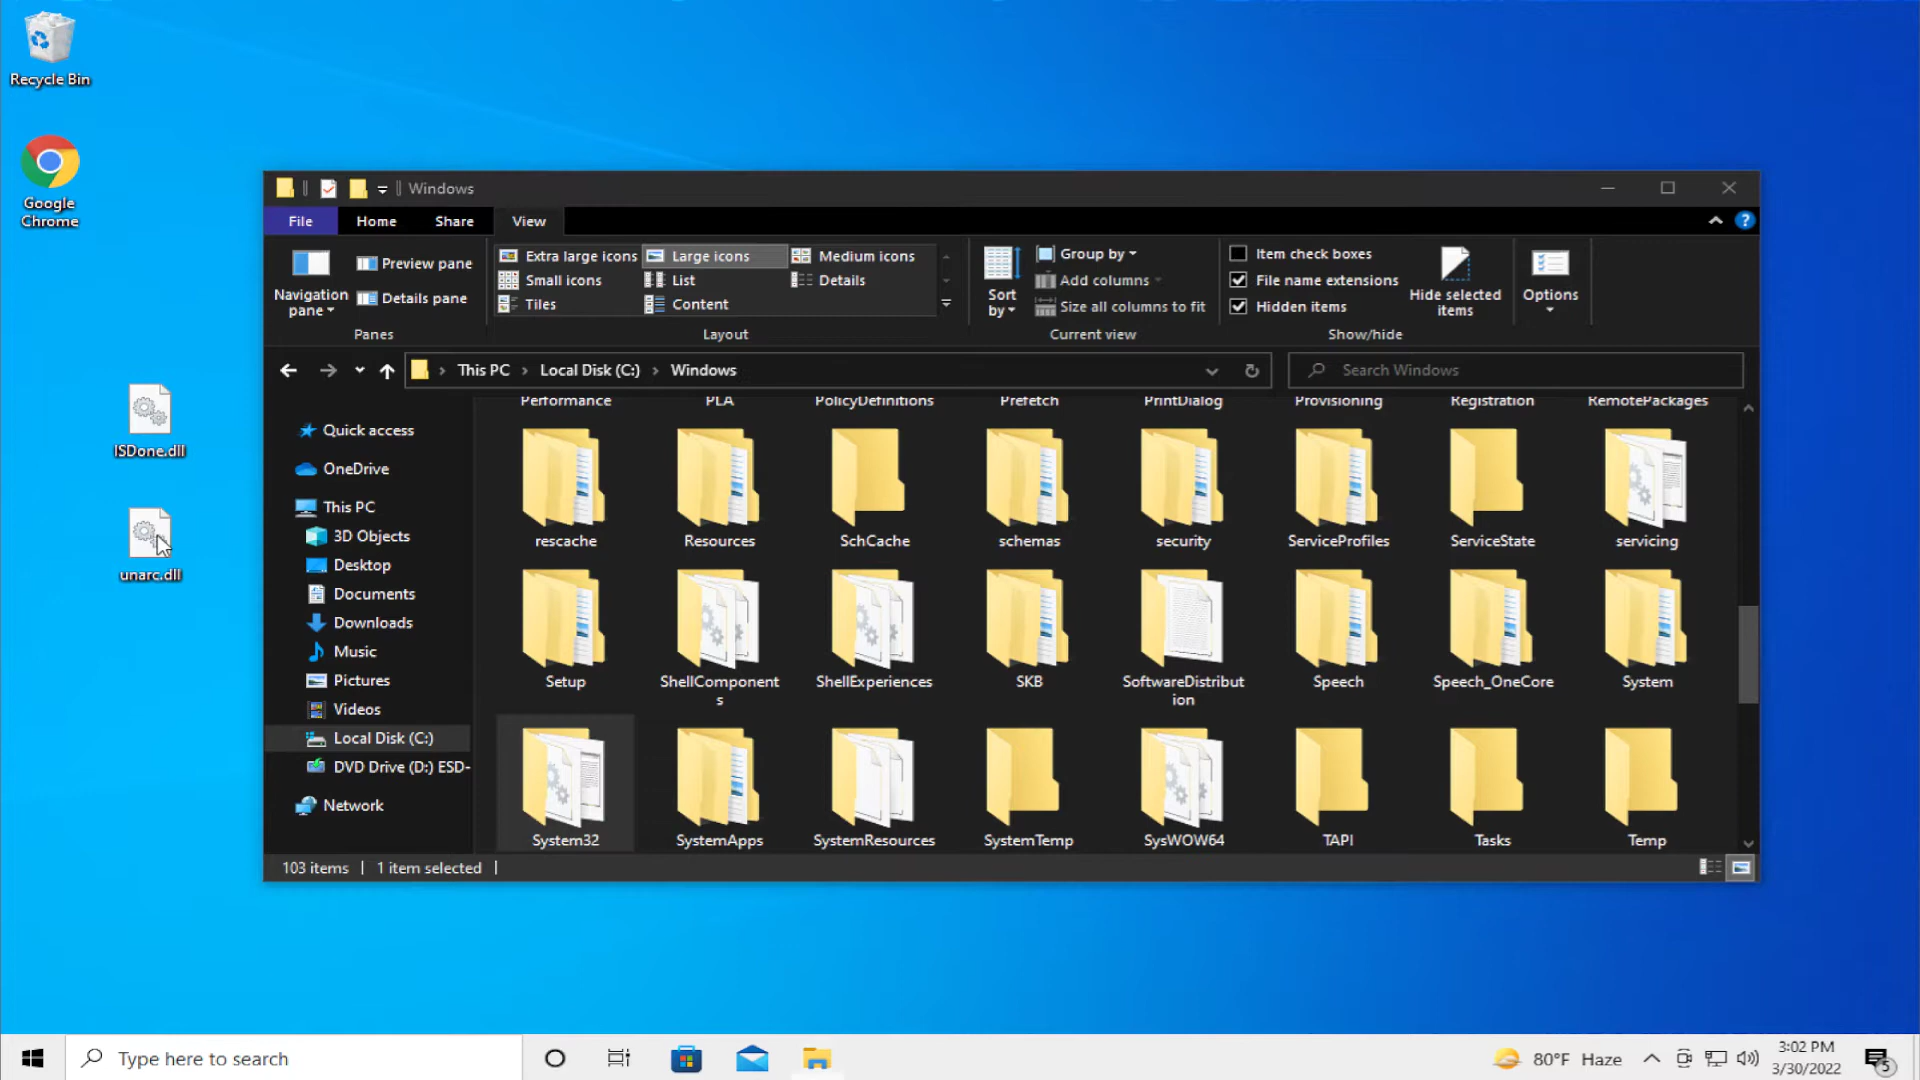 Recycle Bin
Google
Chrome
ISDone.dll
unarc.dll
Windows
File
Home
Share
View
Navigation
pane
Preview pane
Details pane
Panes
Extra large icons
Large icons
Medium icons
Small icons
List
Details
Tiles
Content
Layout
Sort
by
Group by
Add columns
Size all columns to fit
Current view
Item check boxes
File name extensions
Hidden items
Hide selected
items
Show/hide
Options
This PC
Local Disk (C:)
Windows
Search Windows
Quick access
OneDrive
This PC
3D Objects
Desktop
Documents
Downloads
Music
Pictures
Videos
Local Disk (C:)
DVD Drive (D:) ESD-
Network
Performance
PLA
PolicyDefinitions
Prefetch
PrintDialog
Provisioning
Registration
RemotePackages
rescache
Resources
SchCache
schemas
security
ServiceProfiles
ServiceState
servicing
Setup
ShellComponent
s
ShellExperiences
SKB
SoftwareDistribut
ion
Speech
Speech_OneCore
System
System32
SystemApps
SystemResources
SystemTemp
SysWOW64
TAPI
Tasks
Temp
103 items
1 item selected
Type here to search
80°F Haze
3:02 PM
3/30/2022
5